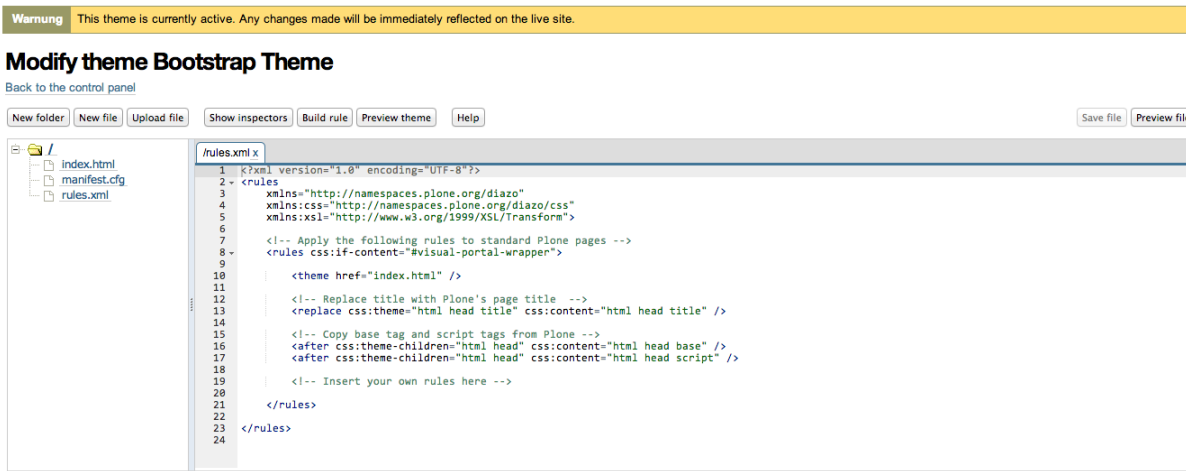 Warnung This theme is currently active. Any changes made will be immediately reflected on the live site.
Modify theme Bootstrap Theme
Back to the control panel
New folder New file Upload file Show inspectors Build rule Preview theme Help Save file Preview file
/
index.html
manifest.cfg
rules.xml
/rules.xml x
1 <?xml version="1.0" encoding="UTF-8"?>
2 <rules
3 xmlns="http://namespaces.plone.org/diazo"
4 xmlns:css="http://namespaces.plone.org/diazo/css"
5 xmlns:xsl="http://www.w3.org/1999/XSL/Transform">
6
7 <!-- Apply the following rules to standard Plone pages -->
8 <rules css:if-content="#visual-portal-wrapper">
9
10 <theme href="index.html" />
11
12 <!-- Replace title with Plone's page title  -->
13 <replace css:theme="html head title" css:content="html head title" />
14
15 <!-- Copy base tag and script tags from Plone -->
16 <after css:theme-children="html head" css:content="html head base" />
17 <after css:theme-children="html head" css:content="html head script" />
18
19 <!-- Insert your own rules here -->
20
21 </rules>
22
23 </rules>
24